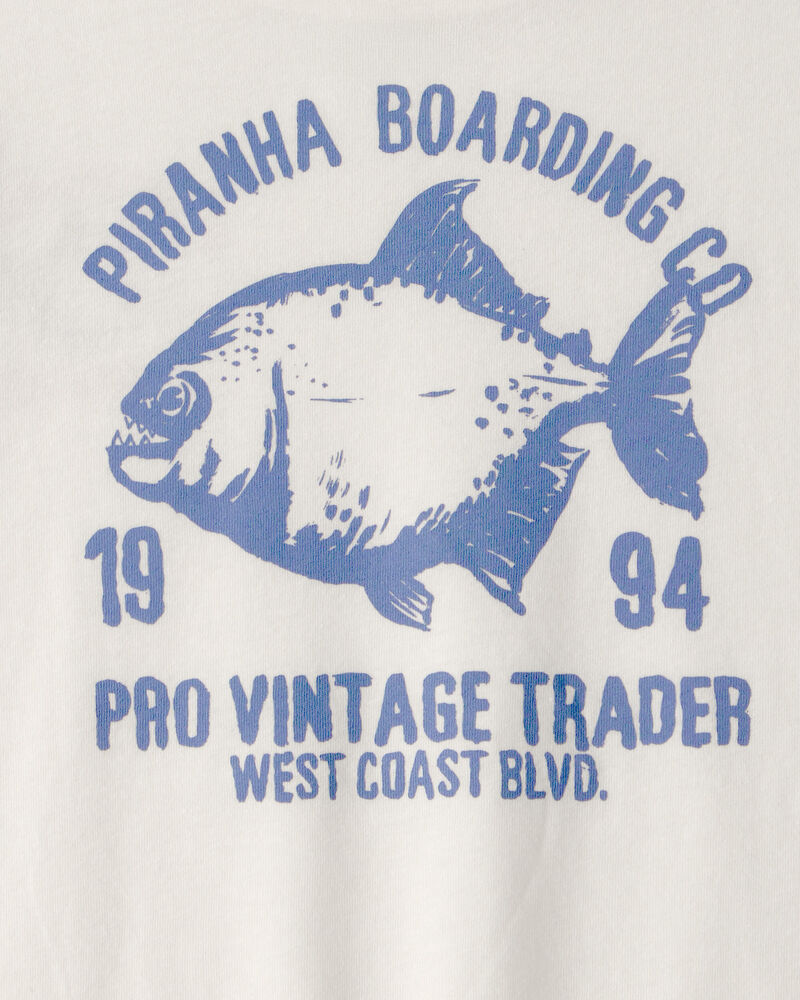 PIRANHA BOARDING CO
19 94
PRO VINTAGE TRADER
WEST COAST BLVD.